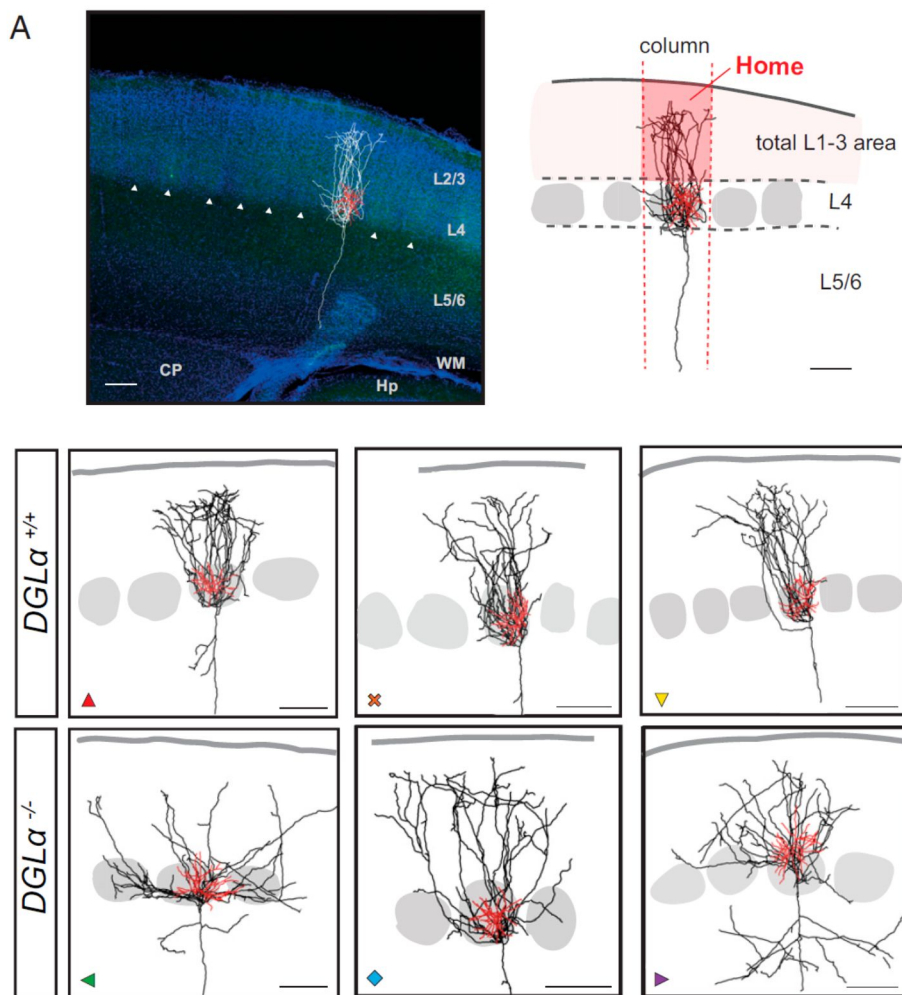 A
column
Home
total L1-3 area
L4
L5/6
L2/3
L4
L5/6
WM
CP
Hp
DGLα +/+
DGLα -/-